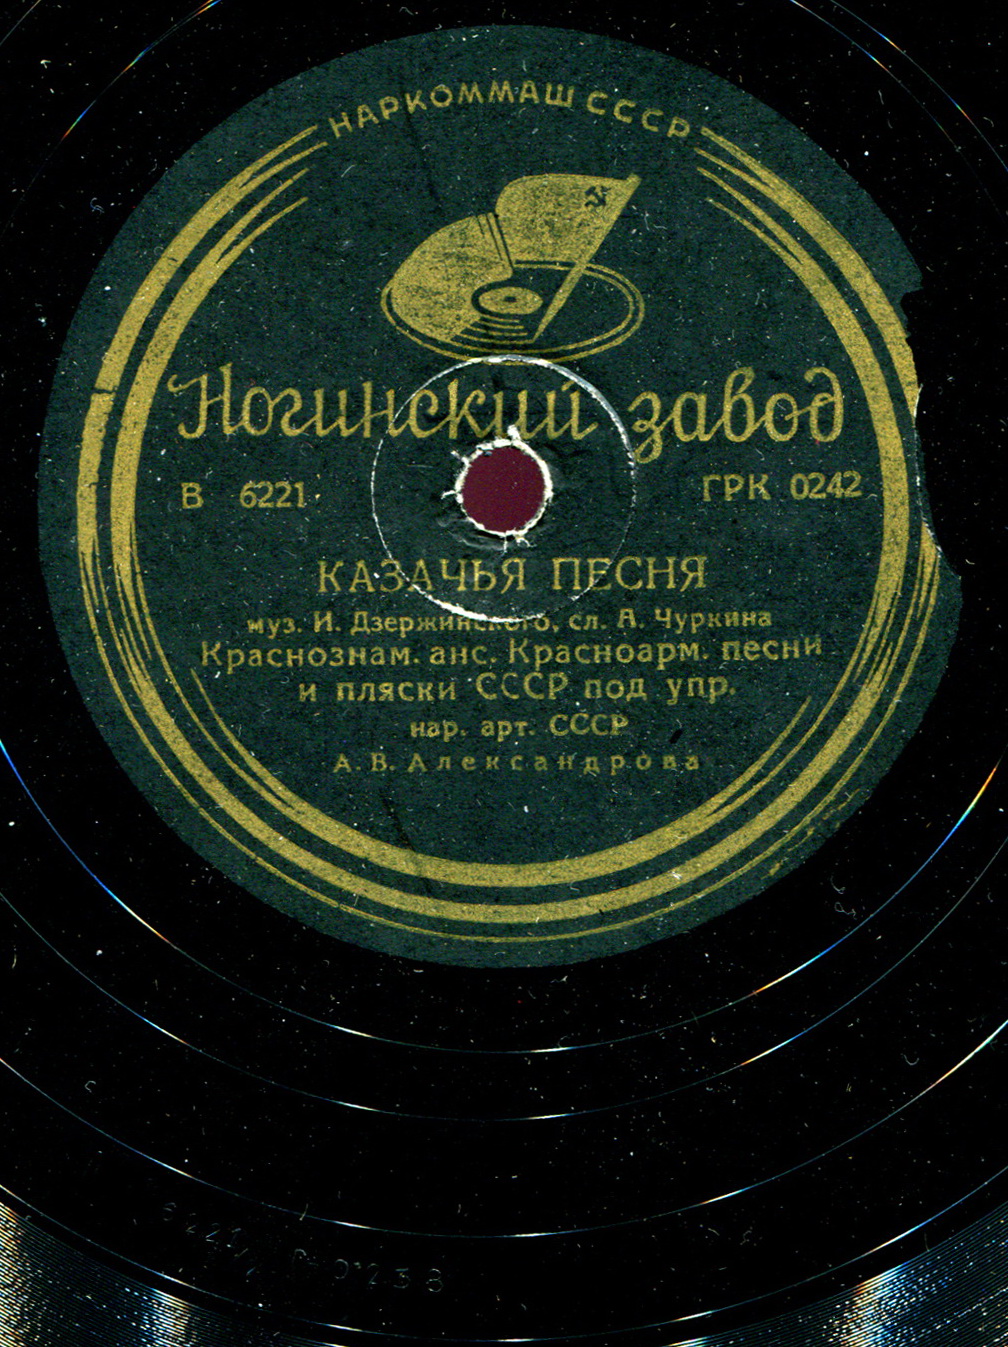 НАРКОММАШ СССР
Ногинский завод
В 6221 ГРК 0242
КАЗАЧЬЯ ПЕСНЯ
муз. И. Дзержинского, сл. А. Чуркина
Краснознам. анс. Красноарм. песни
и пляски СССР под упр.
нар. арт. СССР
А. В. Александрова